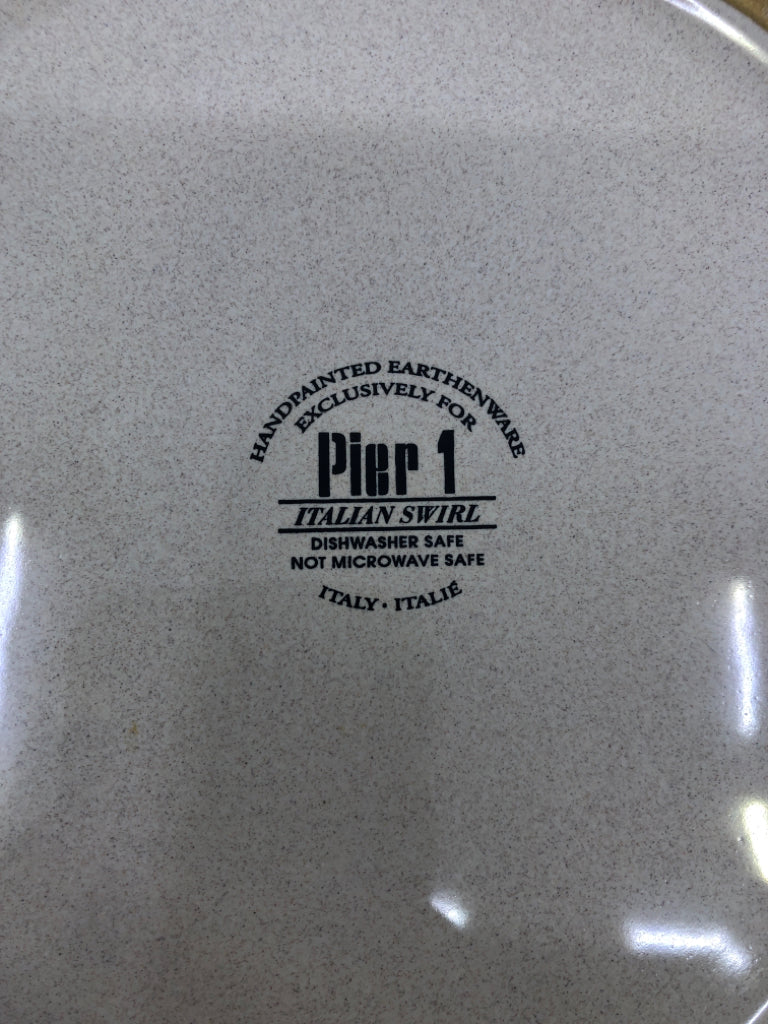 HANDPAINTED EARTHENWARE
EXCLUSIVELY FOR
Pier 1
ITALIAN SWIRL
DISHWASHER SAFE
NOT MICROWAVE SAFE
ITALY · ITALIE